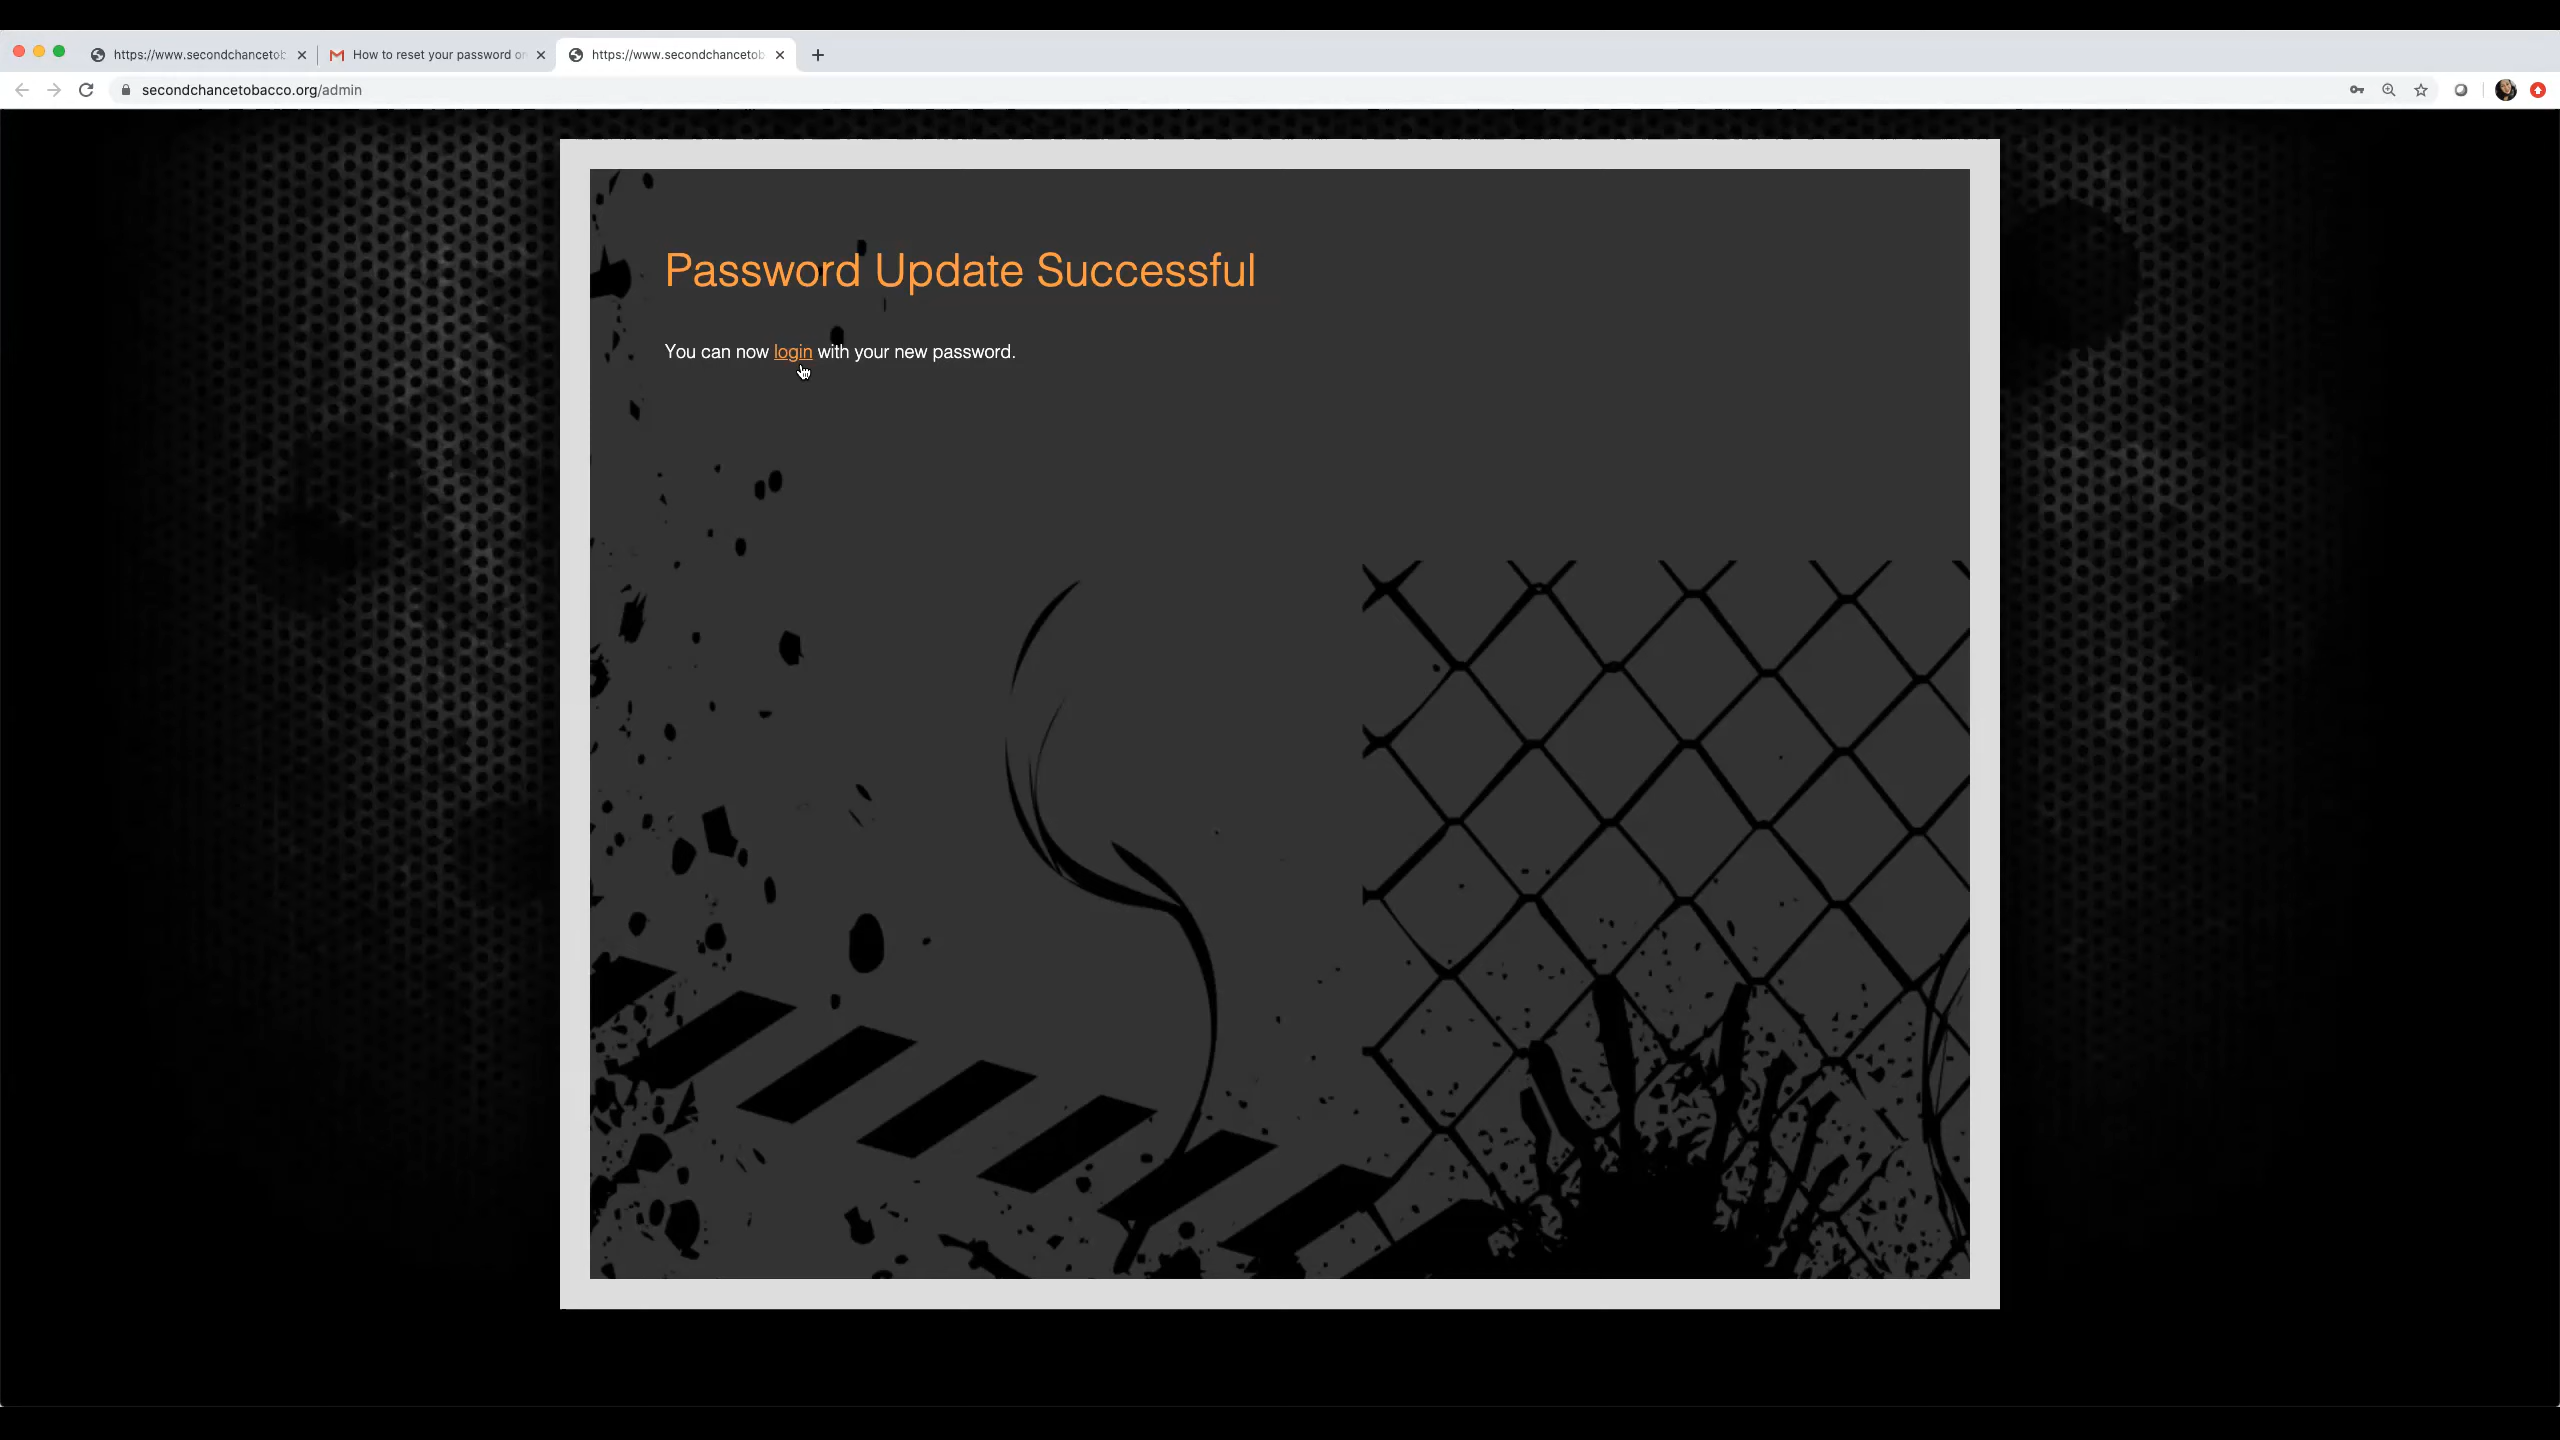 https://www.secondchancetob
How to reset your password on
https://www.secondchancetob
secondchancetobacco.org/admin
Password Update Successful
You can now login with your new password.